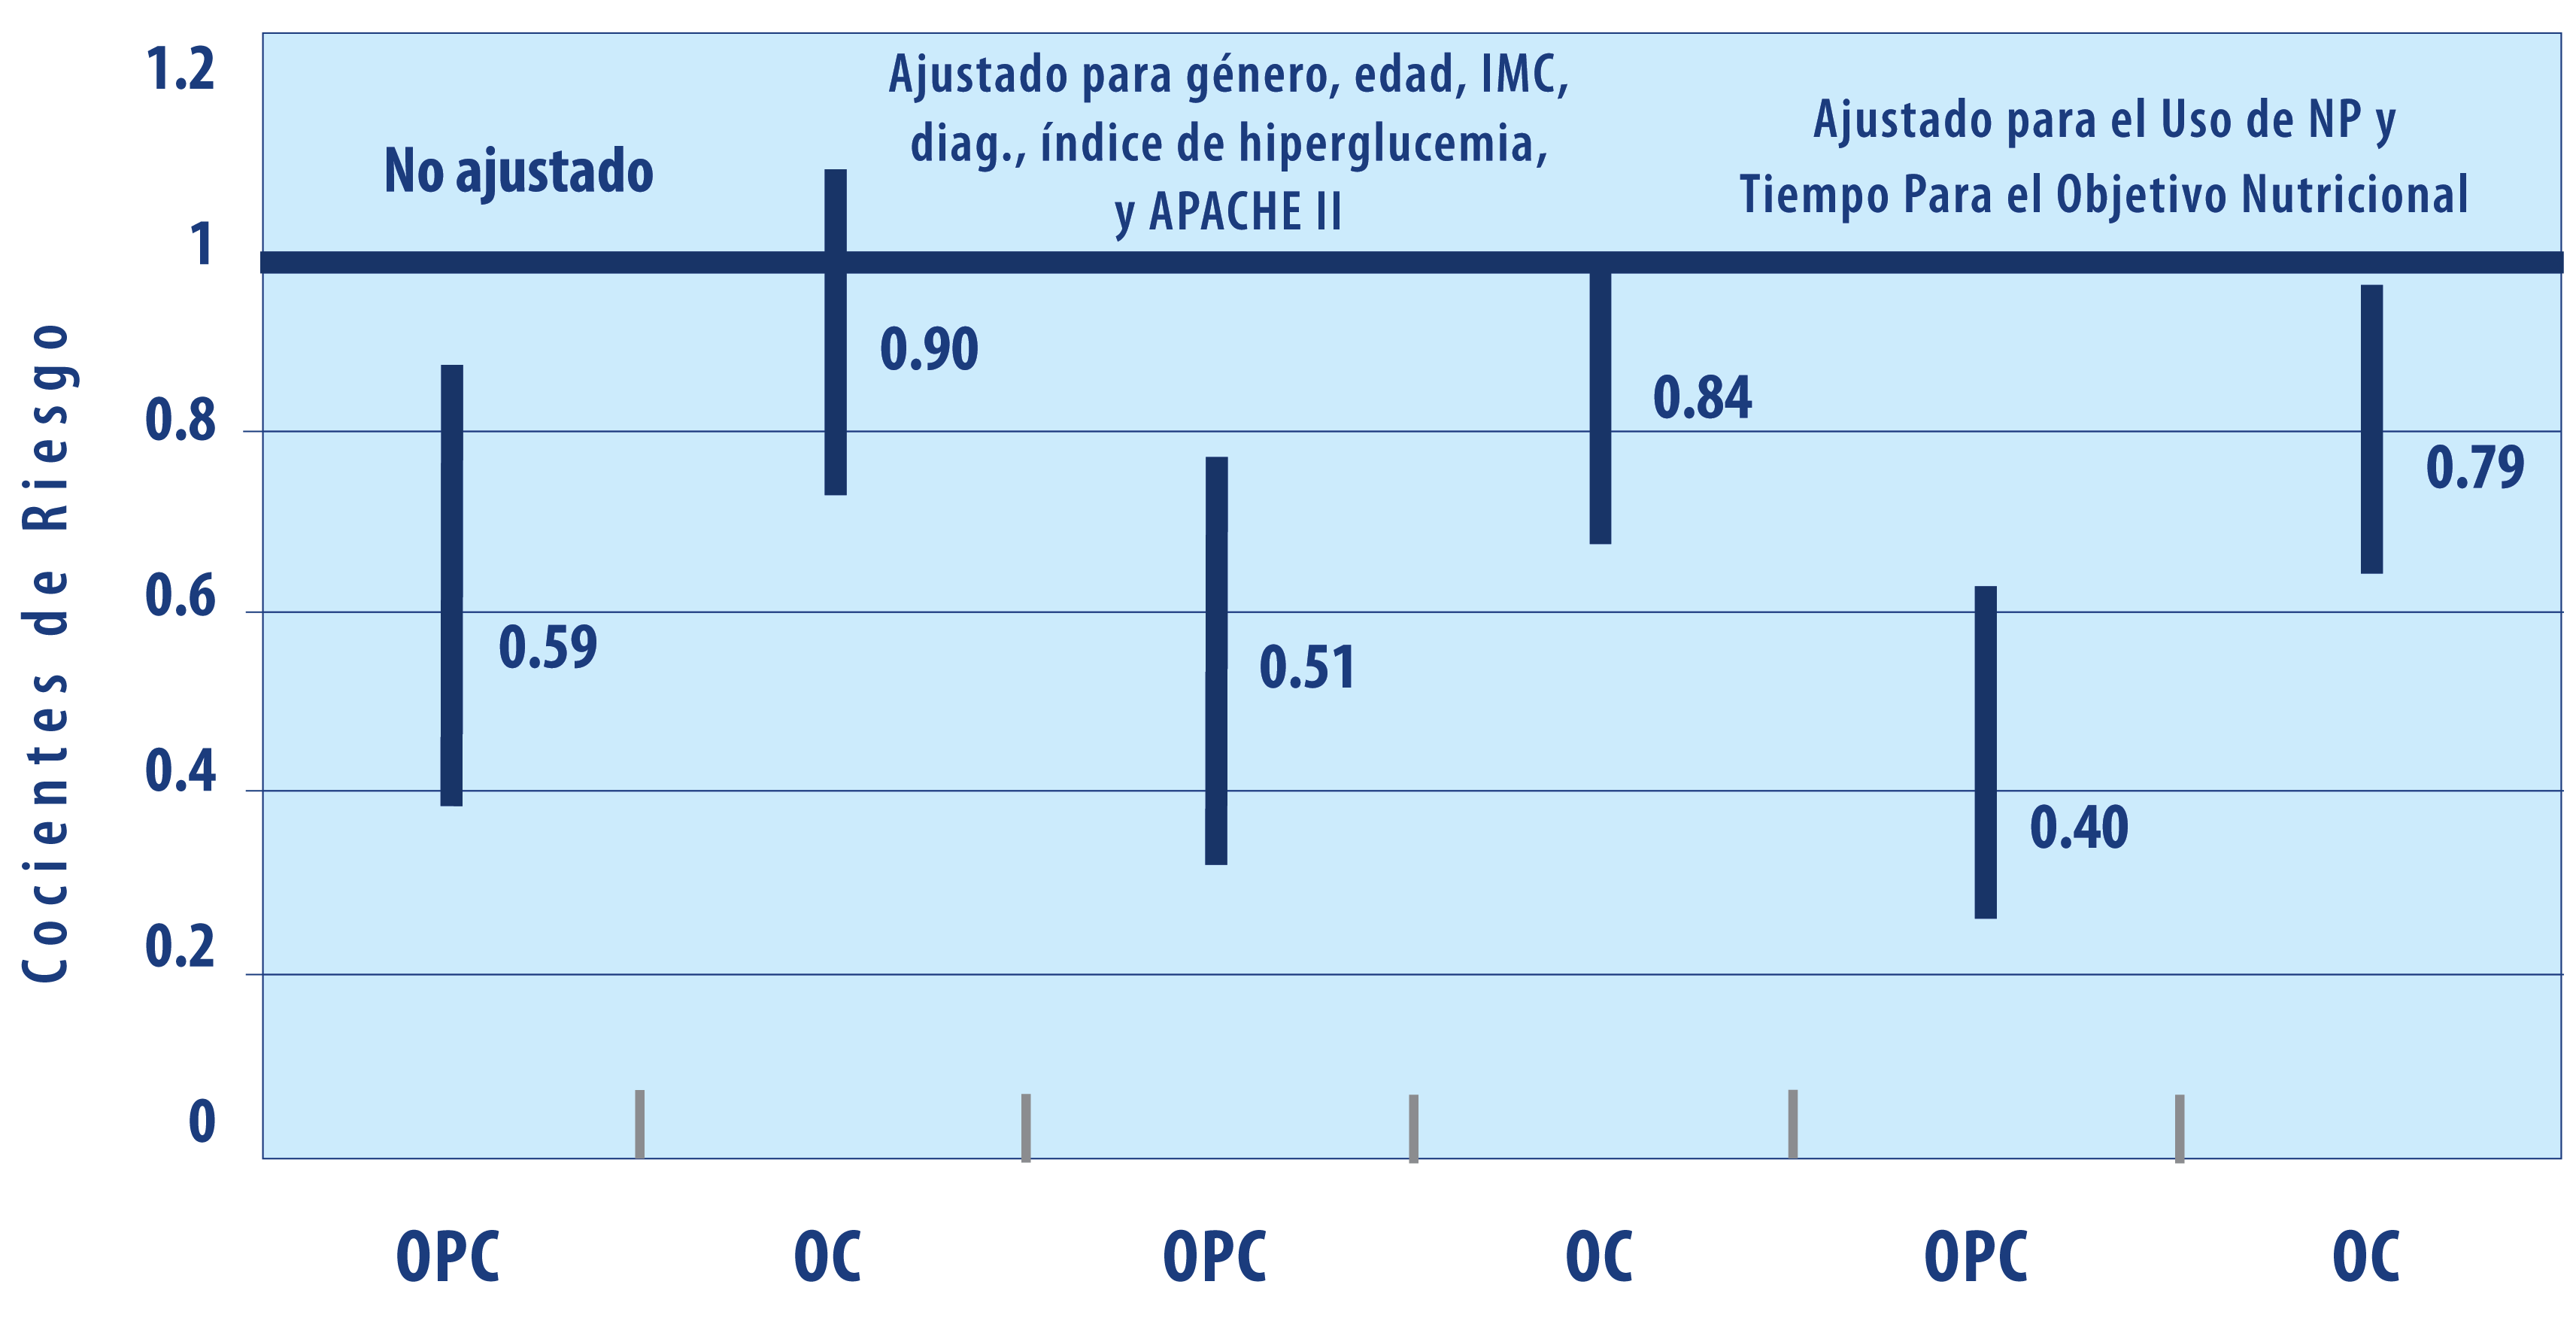 1.2
1
0.8
0.6
0.4
0.2
0
Cocientes de Riesgo
No ajustado
Ajustado para género, edad, IMC,
diag., índice de hiperglucemia,
y APACHE II
Ajustado para el Uso de NP y
Tiempo Para el Objetivo Nutricional
0.59
0.90
0.51
0.84
0.40
0.79
OPC
OC
OPC
OC
OPC
OC